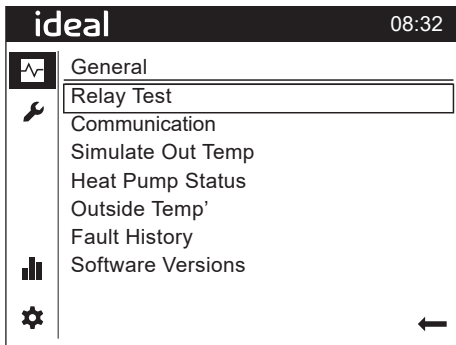 ideal 08:32
General
Relay Test
Communication
Simulate Out Temp
Heat Pump Status
Outside Temp’
Fault History
Software Versions